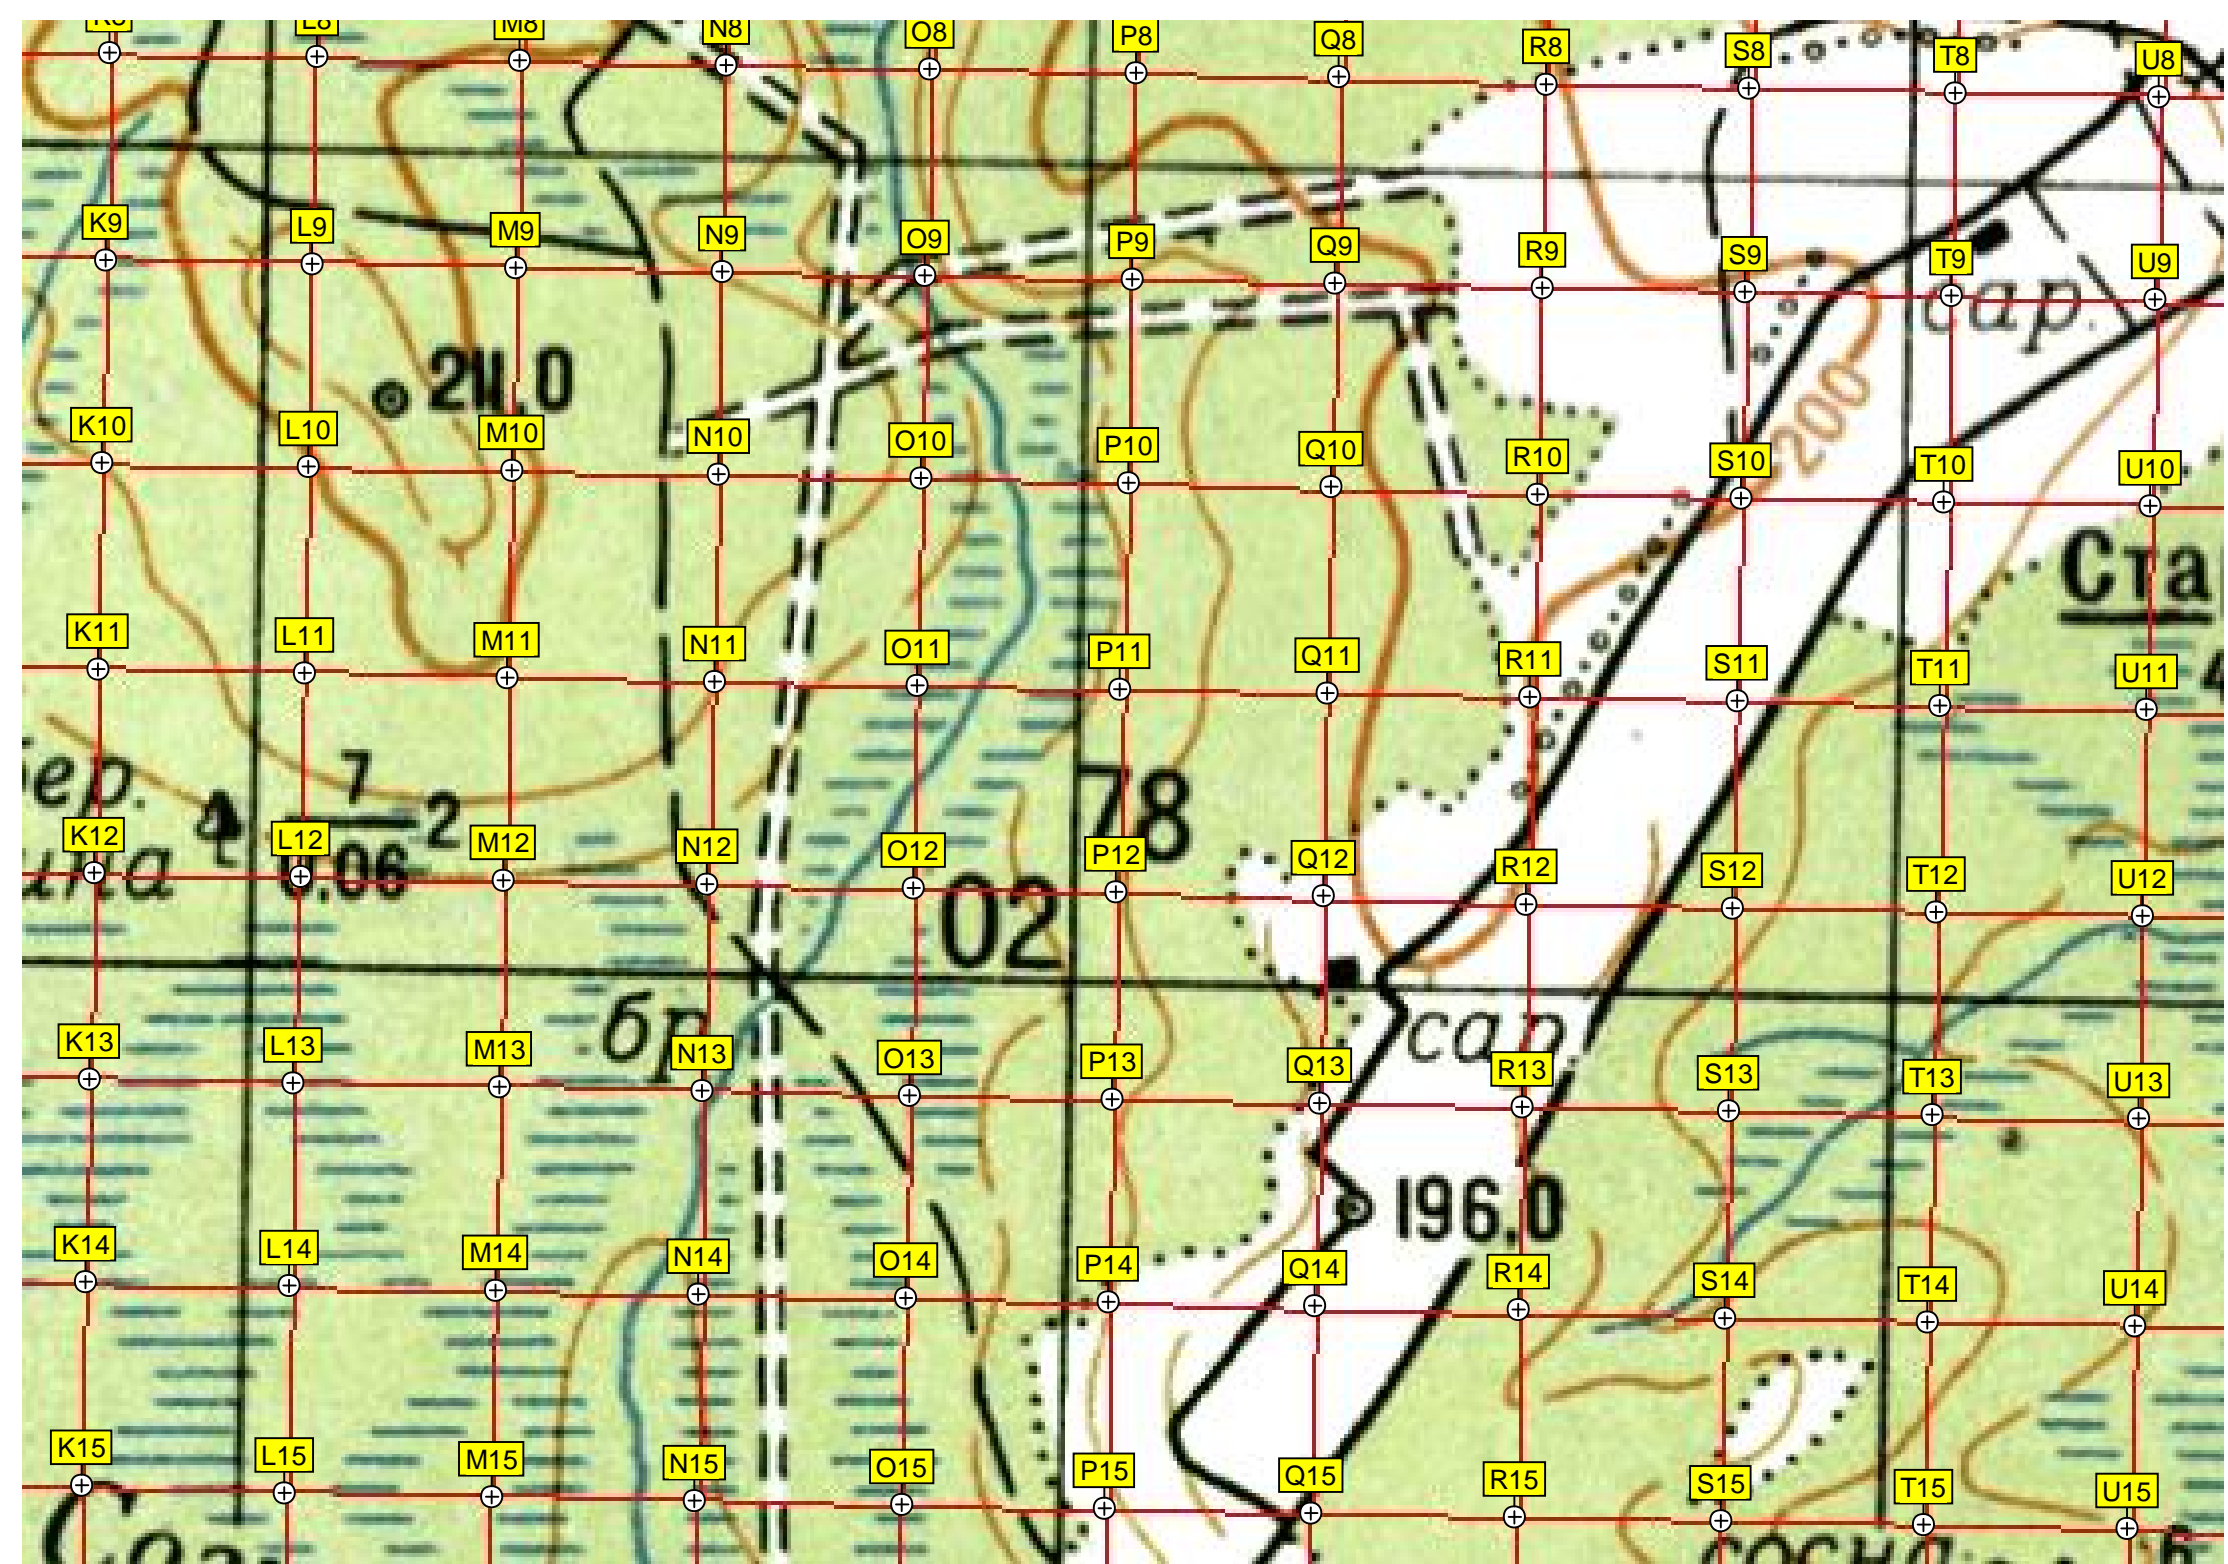 L8 M8 N8 O8 P8 Q8 R8 S8 T8 U8
K9 L9 M9 N9 O9 P9 Q9 R9 S9 T9 U9
сар.
211.0
200
K10 L10 M10 N10 O10 P10 Q10 R10 S10 T10 U10
Ста
K11 L11 M11 N11 O11 P11 Q11 R11 S11 T11 U11
бер.
7
2
0.06
78
K12 L12 M12 N12 O12 P12 Q12 R12 S12 T12 U12
02
бр.
сар.
K13 L13 M13 N13 O13 P13 Q13 R13 S13 T13 U13
196.0
K14 L14 M14 N14 O14 P14 Q14 R14 S14 T14 U14
K15 L15 M15 N15 O15 P15 Q15 R15 S15 T15 U15
сосна